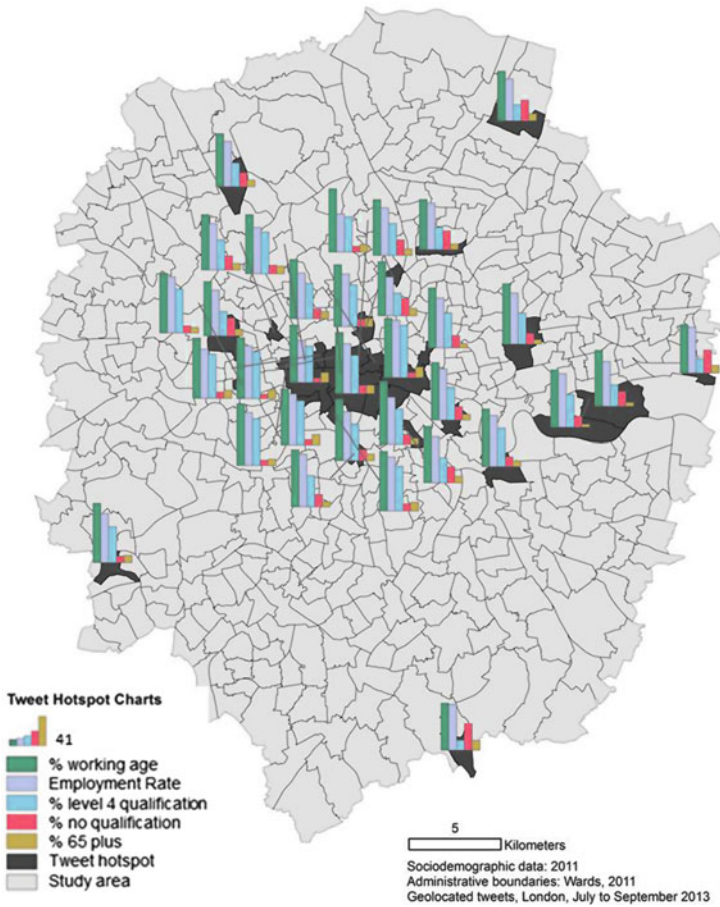 Tweet Hotspot Charts
41
% working age
Employment Rate
% level 4 qualification
% no qualification
% 65 plus
Tweet hotspot
Study area
5
Kilometers
Sociodemographic data: 2011
Administrative boundaries: Wards, 2011
Geolocated tweets, London, July to September 2013